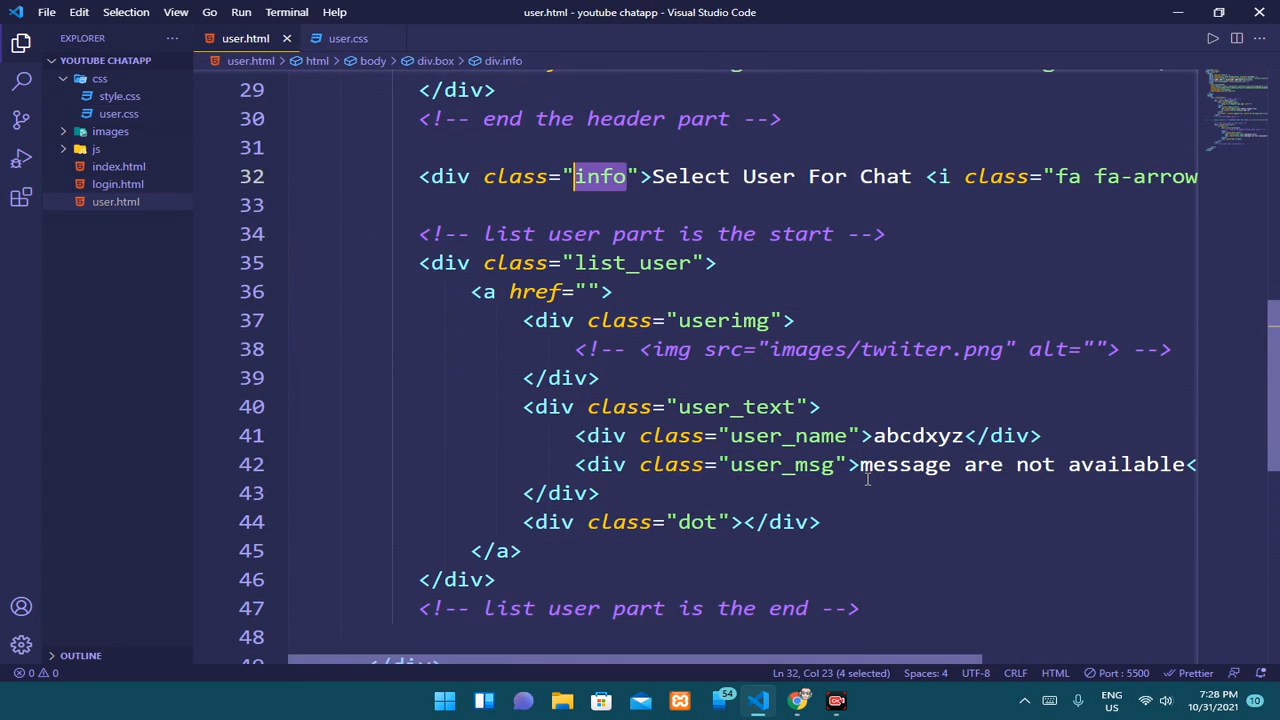 File Edit Selection View Go Run Terminal Help
user.html - youtube chatapp - Visual Studio Code
EXPLORER
user.html
user.css
YOUTUBE CHATAPP
user.html > html > body > div.box > div.info
css
style.css
user.css
images
js
index.html
login.html
user.html
29 </div>
30 <!-- end the header part -->
31
32 <div class="info">Select User For Chat <i class="fa fa-arrow
33
34 <!-- list user part is the start -->
35 <div class="list_user">
36 <a href="">
37 <div class="userimg">
38 <!-- <img src="images/twiiter.png" alt=""> -->
39 </div>
40 <div class="user_text">
41 <div class="user_name">abcdxyz</div>
42 <div class="user_msg">message are not available<
43 </div>
44 <div class="dot"></div>
45 </a>
46 </div>
47 <!-- list user part is the end -->
48
OUTLINE
0 0
Ln 32, Col 23 (4 selected) Spaces: 4 UTF-8 CRLF HTML Port : 5500 Prettier
54
ENG
US
7:28 PM
10/31/2021
10